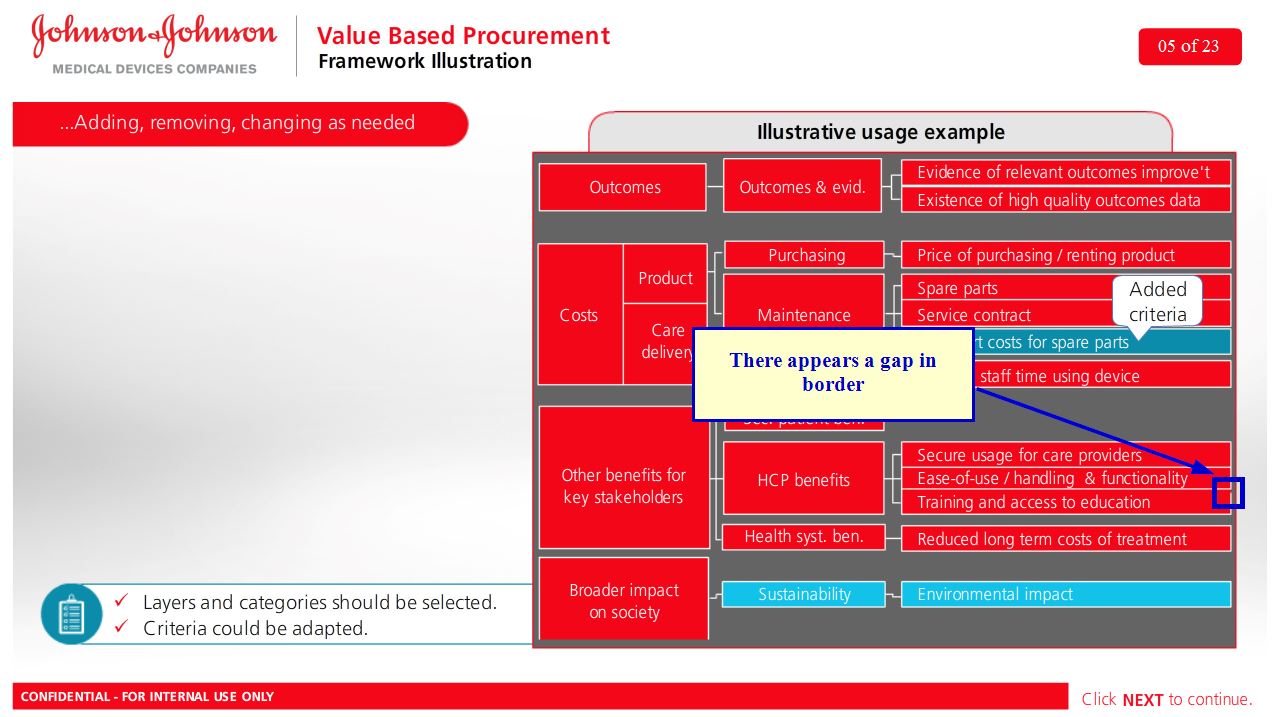 Johnson & Johnson
MEDICAL DEVICES COMPANIES
Value Based Procurement
Framework Illustration
05 of 23
...Adding, removing, changing as needed
Illustrative usage example
Outcomes
Outcomes & evid.
Evidence of relevant outcomes improve't
Existence of high quality outcomes data
Costs
Product
Care
delivery
Purchasing
Price of purchasing / renting product
Maintenance
Spare parts
Service contract
Added
criteria
costs for spare parts
staff time using device
There appears a gap in
border
Other benefits for
key stakeholders
HCP benefits
Secure usage for care providers
Ease-of-use / handling & functionality
Training and access to education
Health syst. ben.
Reduced long term costs of treatment
Broader impact
on society
Sustainability
Environmental impact
✓ Layers and categories should be selected.
✓ Criteria could be adapted.
CONFIDENTIAL - FOR INTERNAL USE ONLY
Click NEXT to continue.